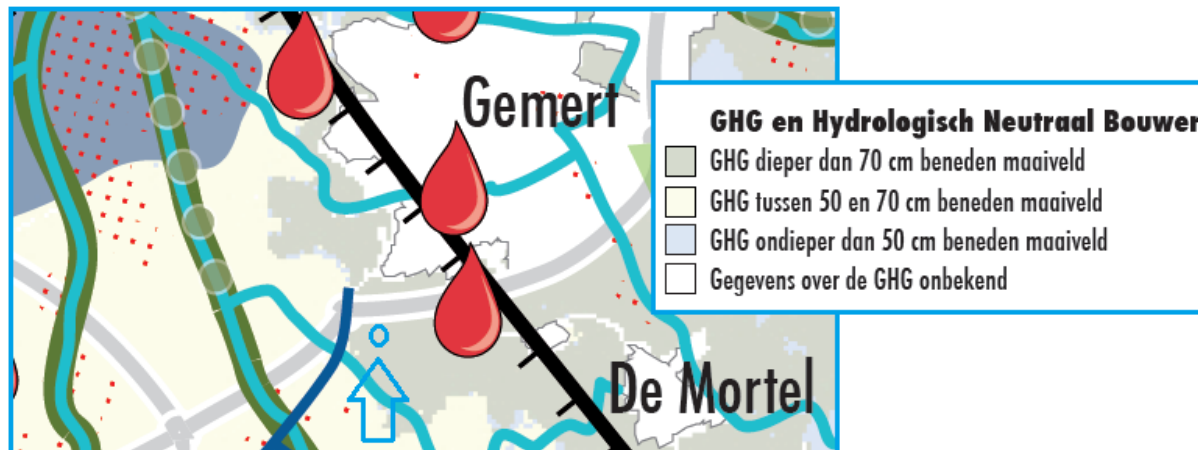 Gemert
De Mortel
GHG en Hydrologisch Neutraal Bouwen
GHG dieper dan 70 cm beneden maaiveld
GHG tussen 50 en 70 cm beneden maaiveld
GHG ondieper dan 50 cm beneden maaiveld
Gegevens over de GHG onbekend